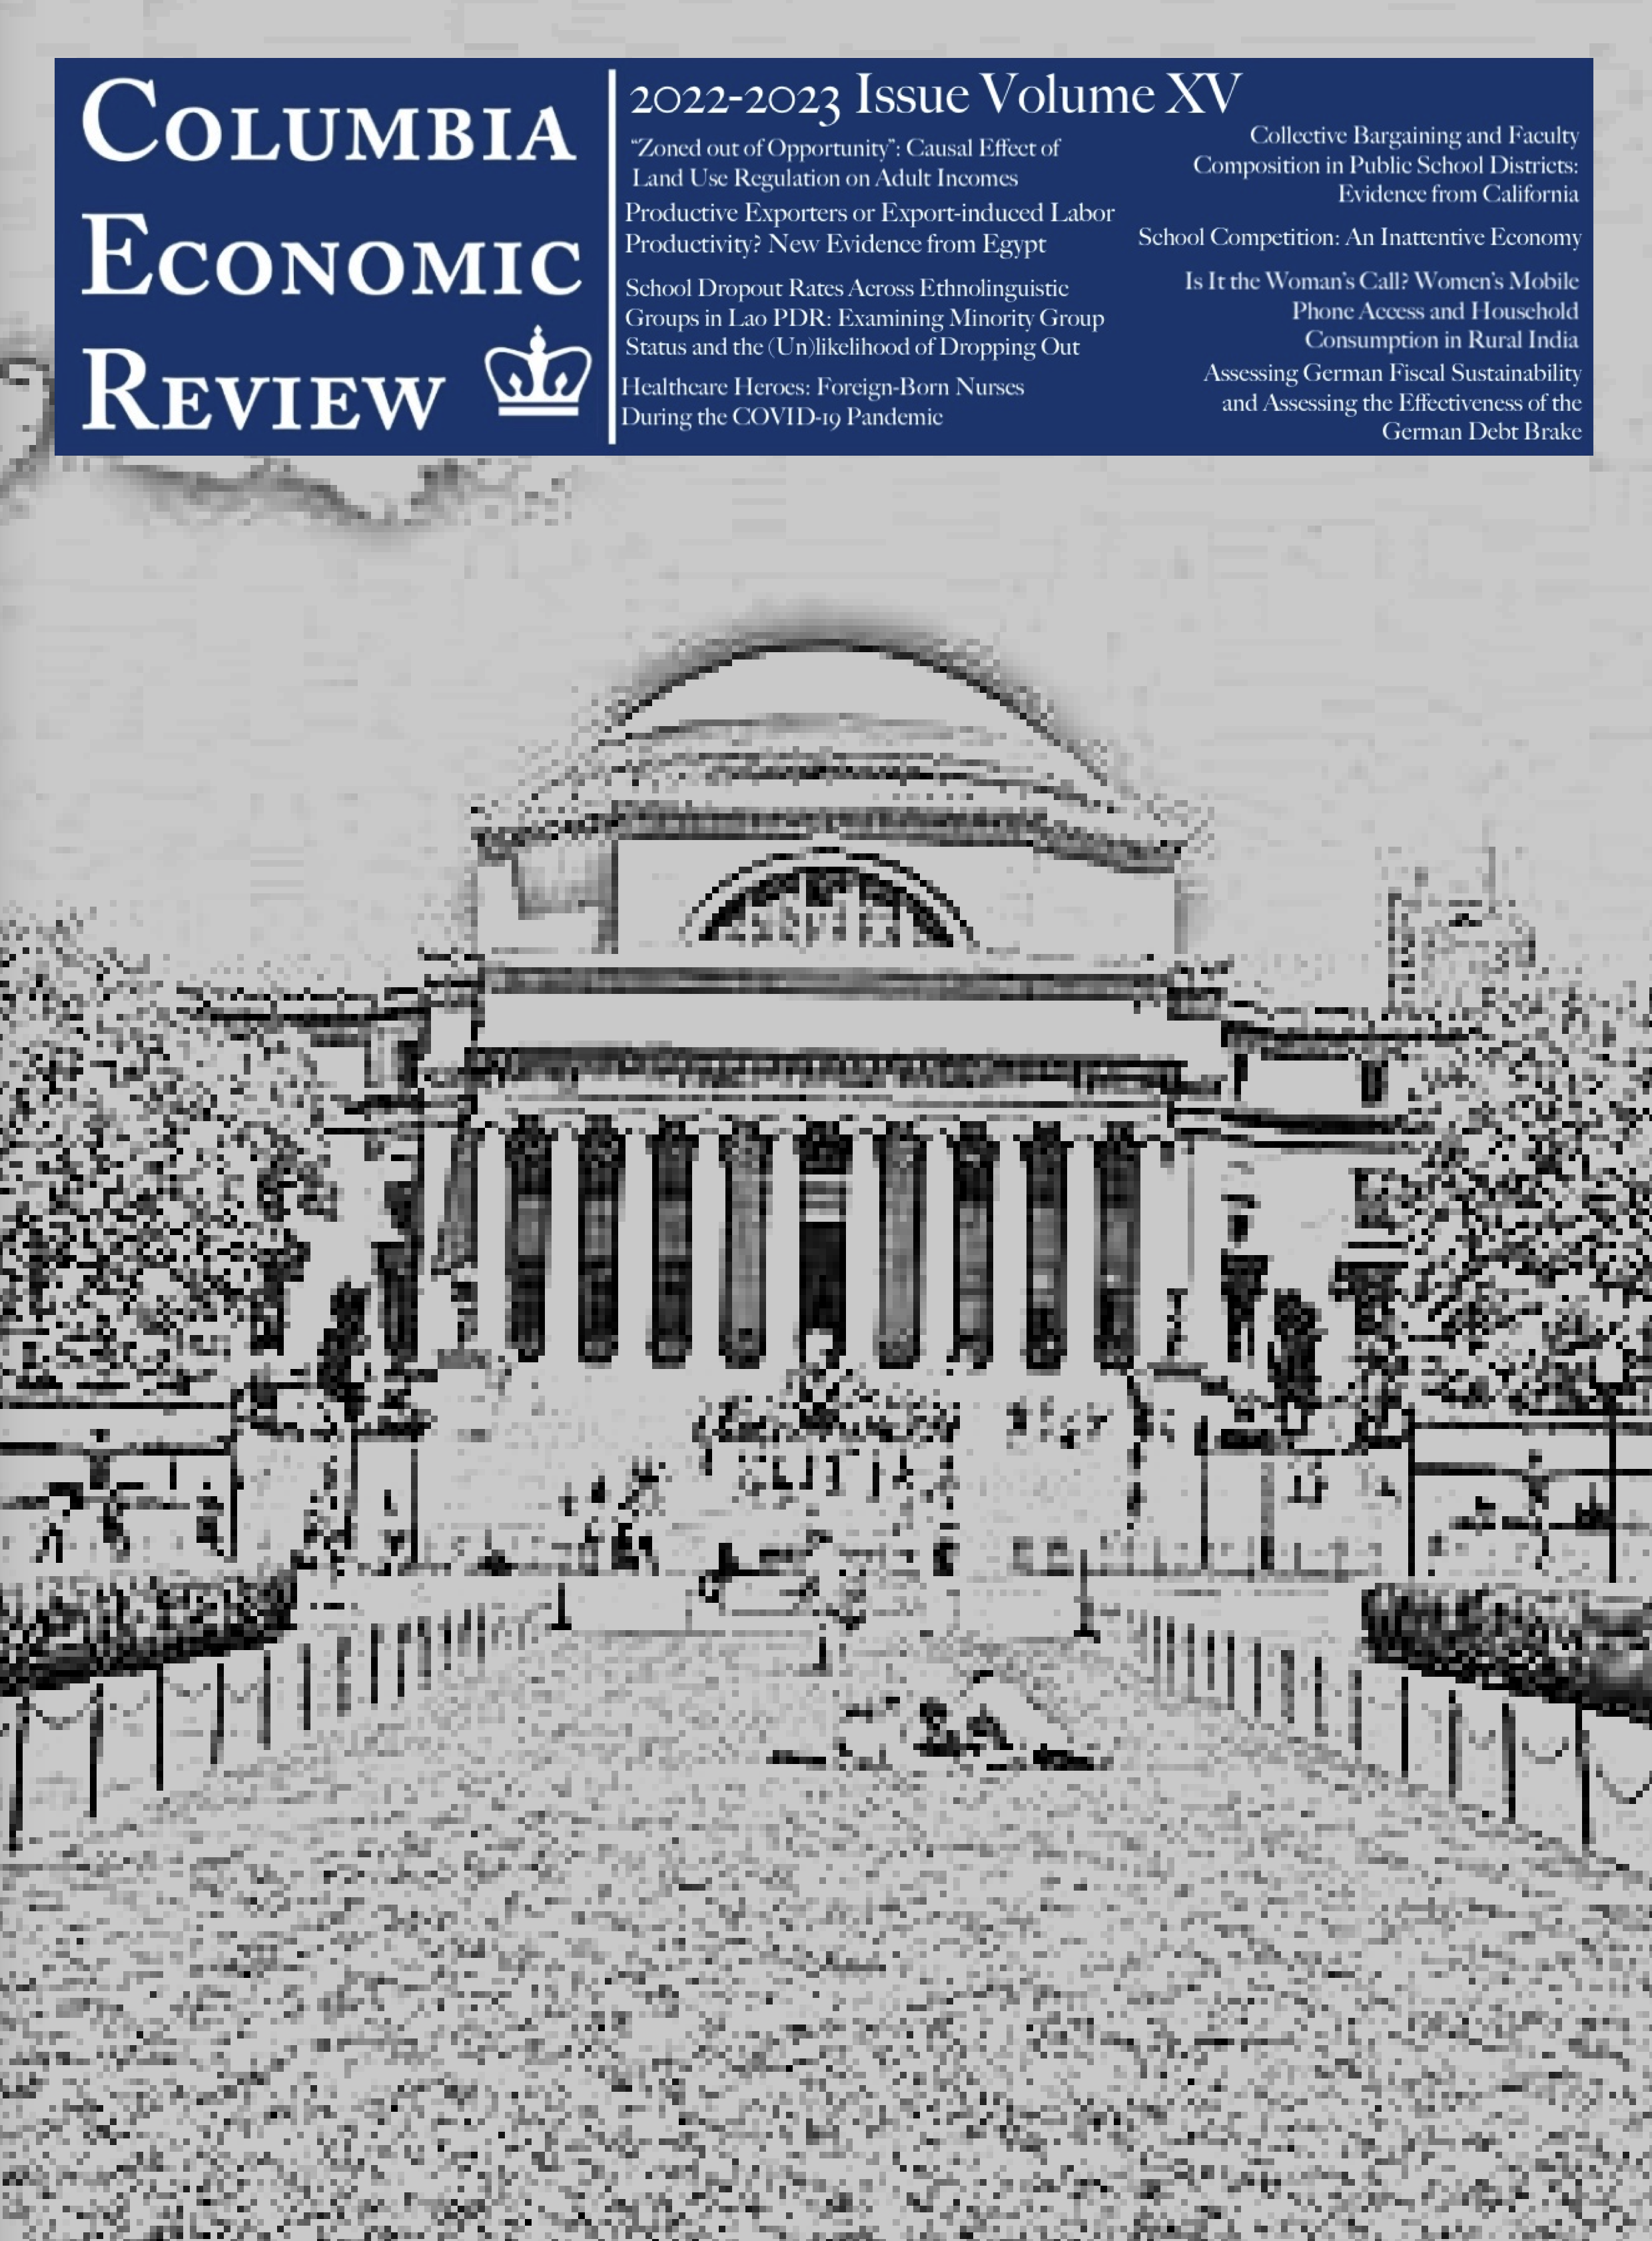 COLUMBIA
ECONOMIC
REVIEW
2022-2023 Issue Volume XV
“Zoned out of Opportunity”: Causal Effect of
Land Use Regulation on Adult Incomes
Productive Exporters or Export-induced Labor
Productivity? New Evidence from Egypt
School Dropout Rates Across Ethnolinguistic
Groups in Lao PDR: Examining Minority Group
Status and the (Un)likelihood of Dropping Out
Healthcare Heroes: Foreign-Born Nurses
During the COVID-19 Pandemic
Collective Bargaining and Faculty
Composition in Public School Districts:
Evidence from California
School Competition: An Inattentive Economy
Is It the Woman's Call? Women's Mobile
Phone Access and Household
Consumption in Rural India
Assessing German Fiscal Sustainability
and Assessing the Effectiveness of the
German Debt Brake